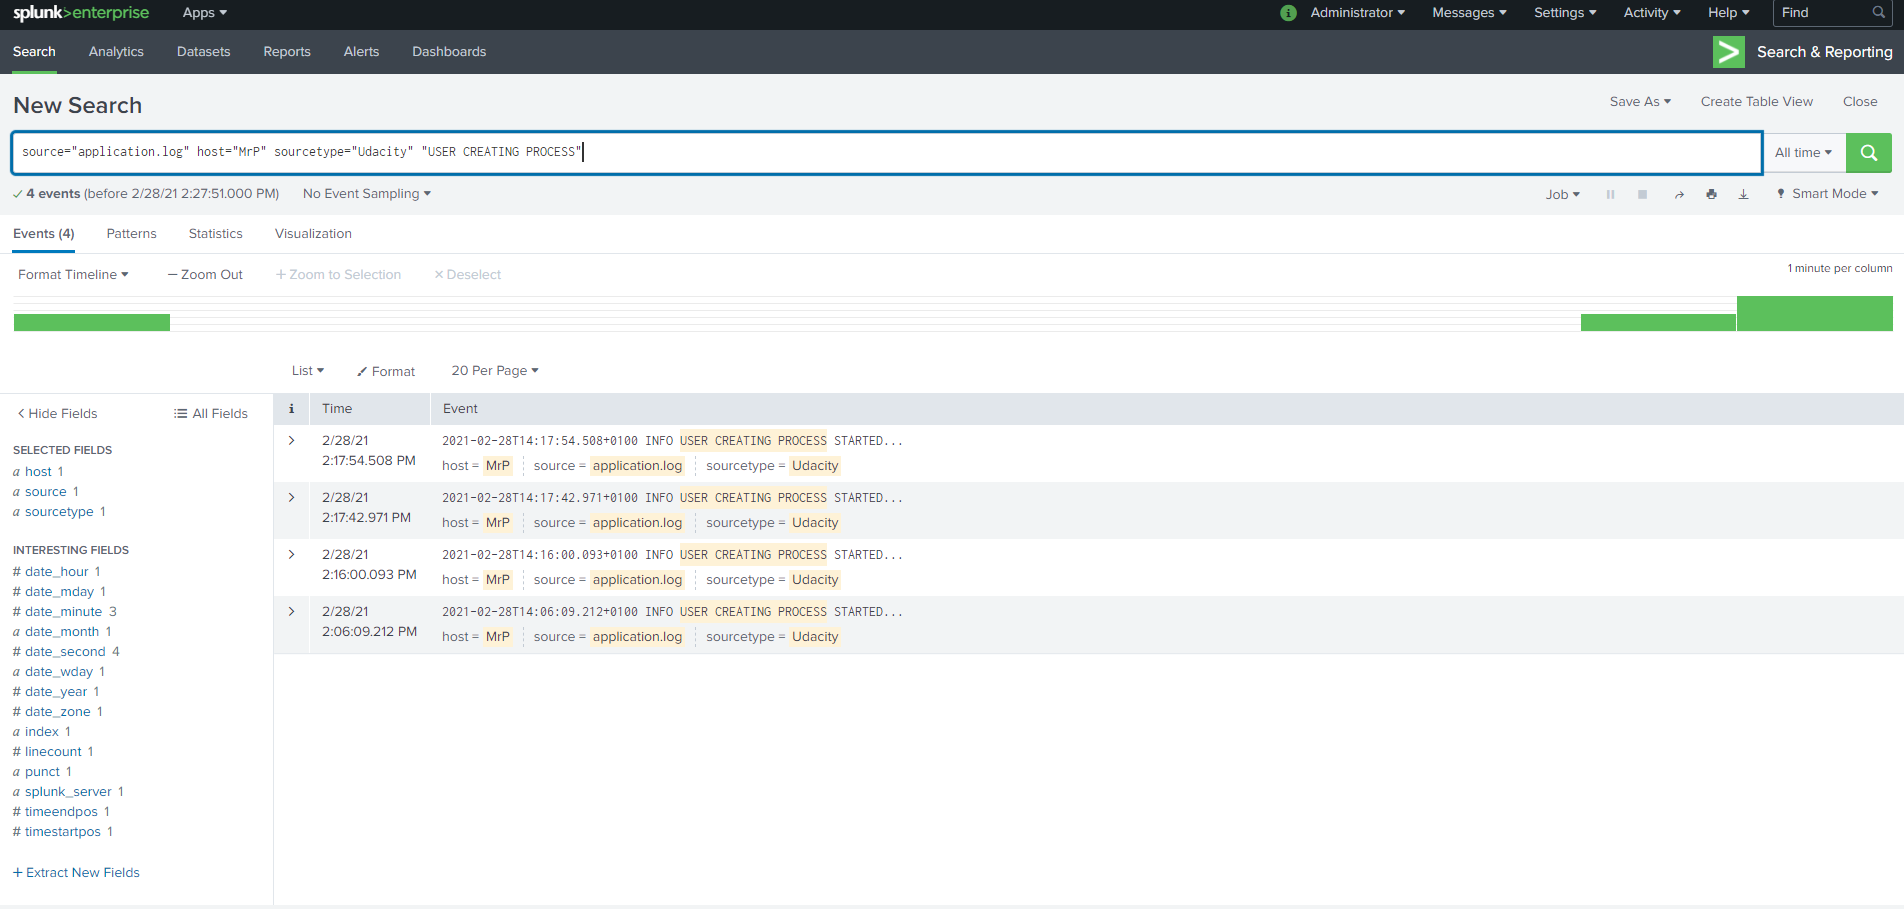 splunk>enterprise Apps Administrator Messages Settings Activity Help Find
Search Analytics Datasets Reports Alerts Dashboards Search & Reporting
New Search Save As Create Table View Close
source="application.log" host="MrP" sourcetype="Udacity" "USER CREATING PROCESS" All time
4 events (before 2/28/21 2:27:51.000 PM) No Event Sampling Job Smart Mode
Events (4) Patterns Statistics Visualization
Format Timeline — Zoom Out + Zoom to Selection × Deselect 1 minute per column
List Format 20 Per Page
< Hide Fields All Fields
SELECTED FIELDS
a host 1
a source 1
a sourcetype 1
INTERESTING FIELDS
# date_hour 1
# date_mday 1
# date_minute 3
a date_month 1
# date_second 4
a date_wday 1
# date_year 1
# date_zone 1
a index 1
# linecount 1
a punct 1
a splunk_server 1
# timeendpos 1
# timestartpos 1
+ Extract New Fields
i Time Event
2/28/21 2021-02-28T14:17:54.508+0100 INFO USER CREATING PROCESS STARTED...
2:17:54.508 PM host = MrP source = application.log sourcetype = Udacity
2/28/21 2021-02-28T14:17:42.971+0100 INFO USER CREATING PROCESS STARTED...
2:17:42.971 PM host = MrP source = application.log sourcetype = Udacity
2/28/21 2021-02-28T14:16:00.093+0100 INFO USER CREATING PROCESS STARTED...
2:16:00.093 PM host = MrP source = application.log sourcetype = Udacity
2/28/21 2021-02-28T14:06:09.212+0100 INFO USER CREATING PROCESS STARTED...
2:06:09.212 PM host = MrP source = application.log sourcetype = Udacity